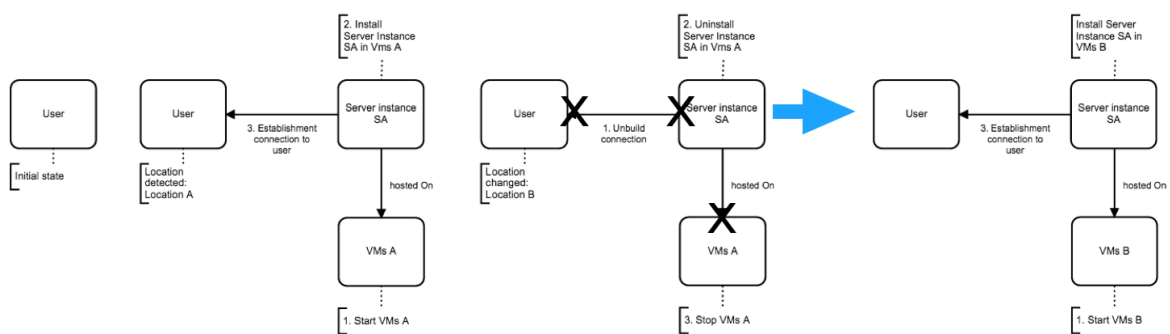 User
Initial state
2. Install
Server Instance
SA in Vms A
User
Server instance
SA
3. Establishment
connection to
user
Location
detected:
Location A
hosted On
VMs A
1. Start VMs A
2. Uninstall
Server Instance
SA in Vms A
User
X
X
Server instance
SA
1. Unbuild
connection
Location
changed:
Location B
hosted On
X
VMs A
3. Stop VMs A
Install Server
Instance SA in
VMs B
User
Server instance
SA
3. Establishment
connection to
user
hosted On
VMs B
1. Start VMs B